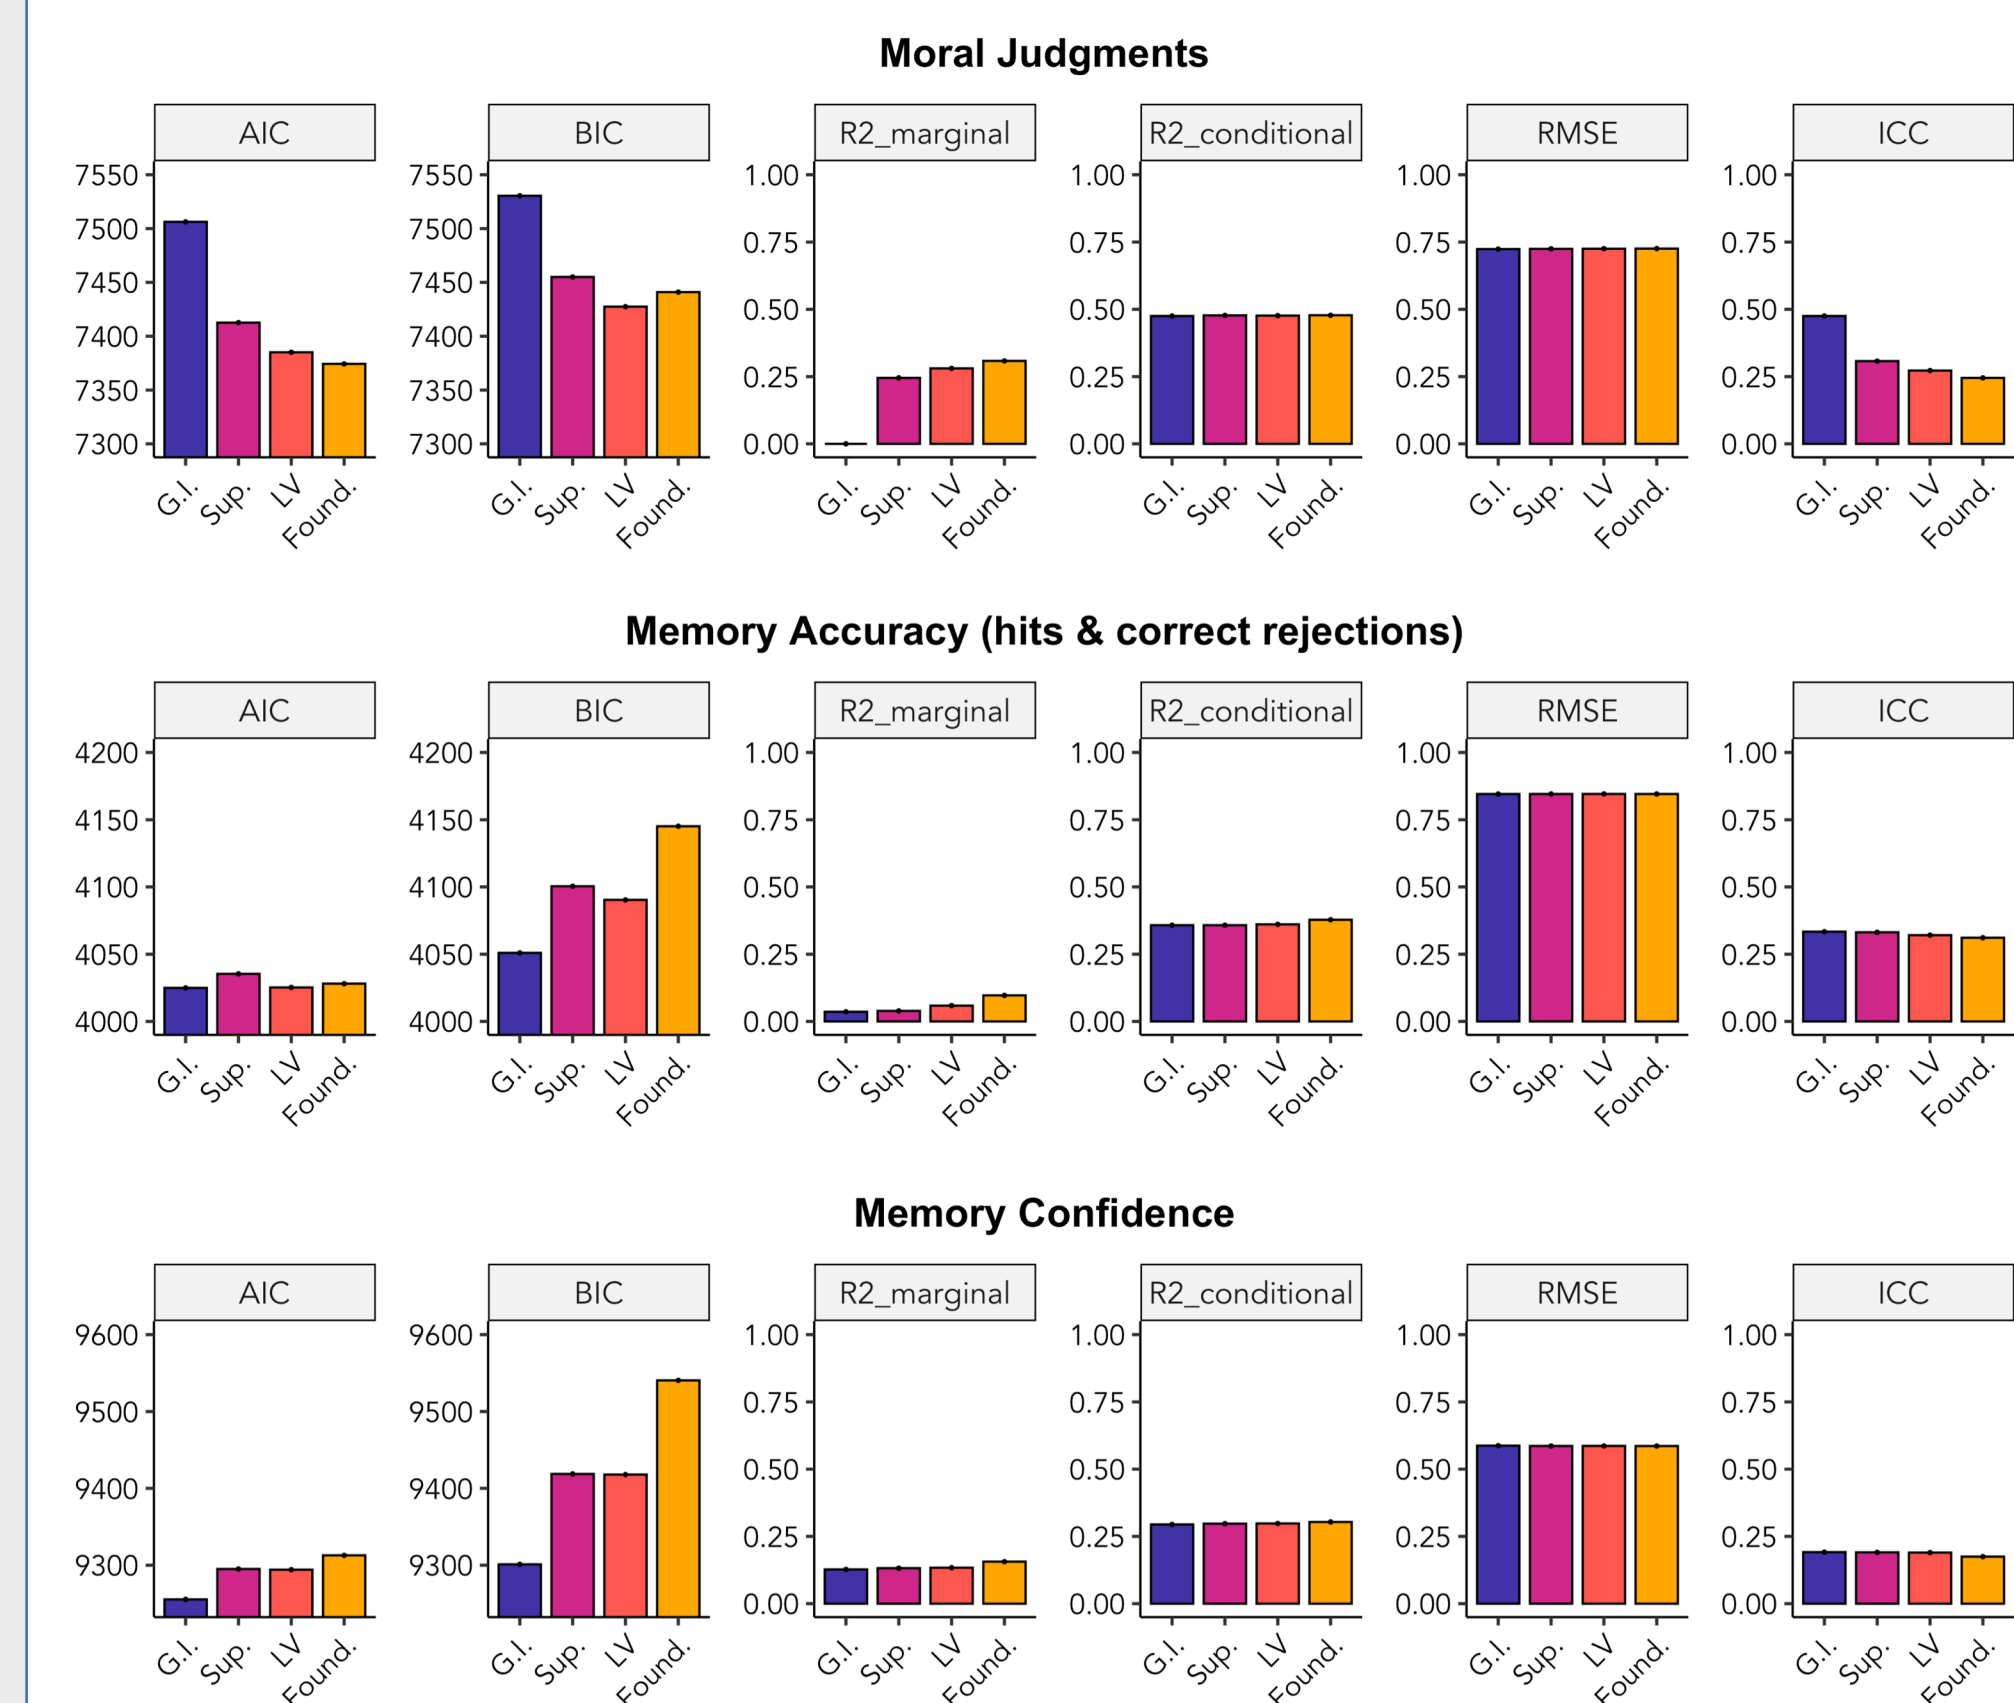 Moral Judgments
AIC BIC R2_marginal R2_conditional RMSE ICC
7550 7550 1.00 1.00 1.00 1.00
7500 7500 0.75 0.75 0.75 0.75
7450 7450 0.50 0.50 0.50 0.50
7400 7400 0.25 0.25 0.25 0.25
7350 7350 0.00 0.00 0.00 0.00
7300 7300
G.I. Sup. LV Found. G.I. Sup. LV Found. G.I. Sup. LV Found. G.I. Sup. LV Found. G.I. Sup. LV Found. G.I. Sup. LV Found.
Memory Accuracy (hits & correct rejections)
AIC BIC R2_marginal R2_conditional RMSE ICC
4200 4200 1.00 1.00 1.00 1.00
4150 4150 0.75 0.75 0.75 0.75
4100 4100 0.50 0.50 0.50 0.50
4050 4050 0.25 0.25 0.25 0.25
4000 4000 0.00 0.00 0.00 0.00
G.I. Sup. LV Found. G.I. Sup. LV Found. G.I. Sup. LV Found. G.I. Sup. LV Found. G.I. Sup. LV Found. G.I. Sup. LV Found.
Memory Confidence
AIC BIC R2_marginal R2_conditional RMSE ICC
9600 9600 1.00 1.00 1.00 1.00
9500 9500 0.75 0.75 0.75 0.75
9400 9400 0.50 0.50 0.50 0.50
9300 9300 0.25 0.25 0.25 0.25
0.00 0.00 0.00 0.00
G.I. Sup. LV Found. G.I. Sup. LV Found. G.I. Sup. LV Found. G.I. Sup. LV Found. G.I. Sup. LV Found. G.I. Sup. LV Found.